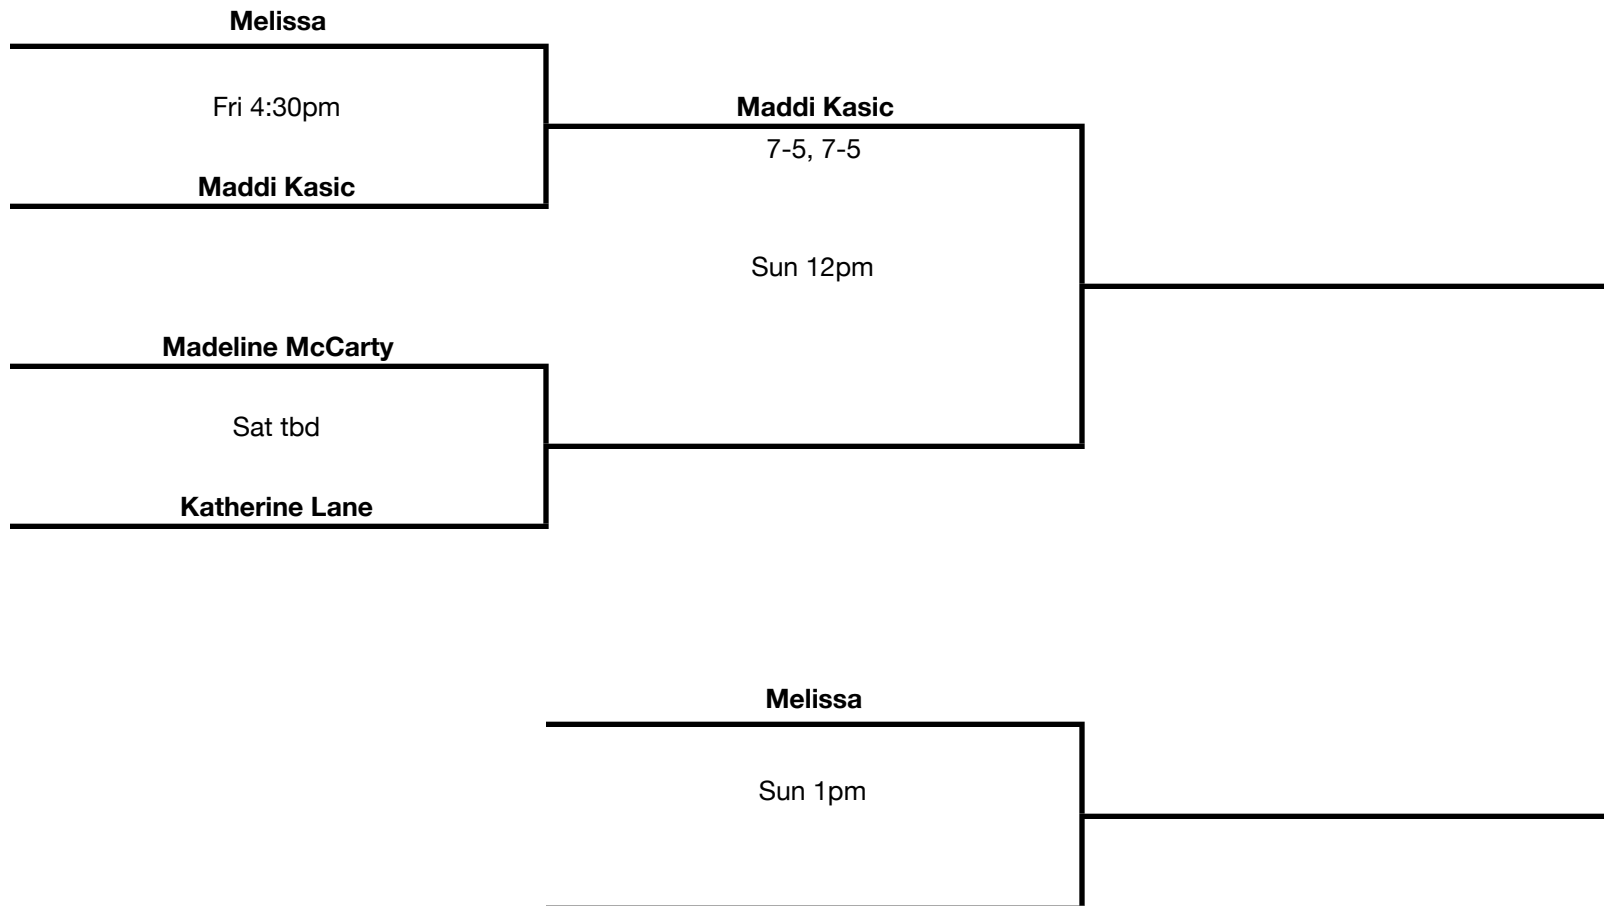 Melissa
Fri 4:30pm
Maddi Kasic
Maddi Kasic
7-5, 7-5
Sun 12pm
Madeline McCarty
Sat tbd
Katherine Lane
Melissa
Sun 1pm